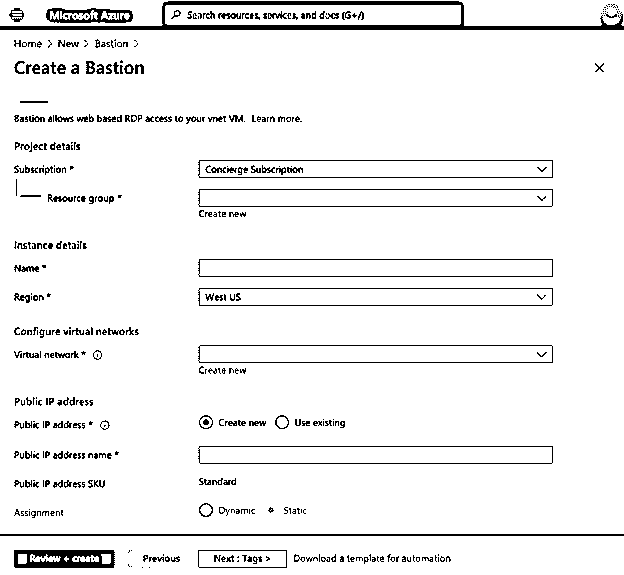 Microsoft Azure
Search resources, services, and docs (G+/)
Home > New > Bastion >
Create a Bastion
Bastion allows web based RDP access to your vnet VM. Learn more.
Project details
Subscription * Concierge Subscription
Resource group *
Create new
Instance details
Name *
Region * West US
Configure virtual networks
Virtual network *
Create new
Public IP address
Public IP address * Create new Use existing
Public IP address name *
Public IP address SKU Standard
Assignment Dynamic Static
Review + create Previous Next : Tags > Download a template for automation